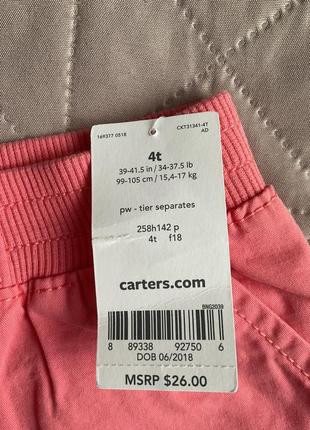 169377 0518
CKT31341-4T
AD
4t
39-41.5 in / 34-37.5 lb
99-105 cm / 15,4-17 kg
pw - tier separates
258h142 p
4t f18
carters.com
BNG2039
8 89338 92750 6
DOB 06/2018
MSRP $26.00